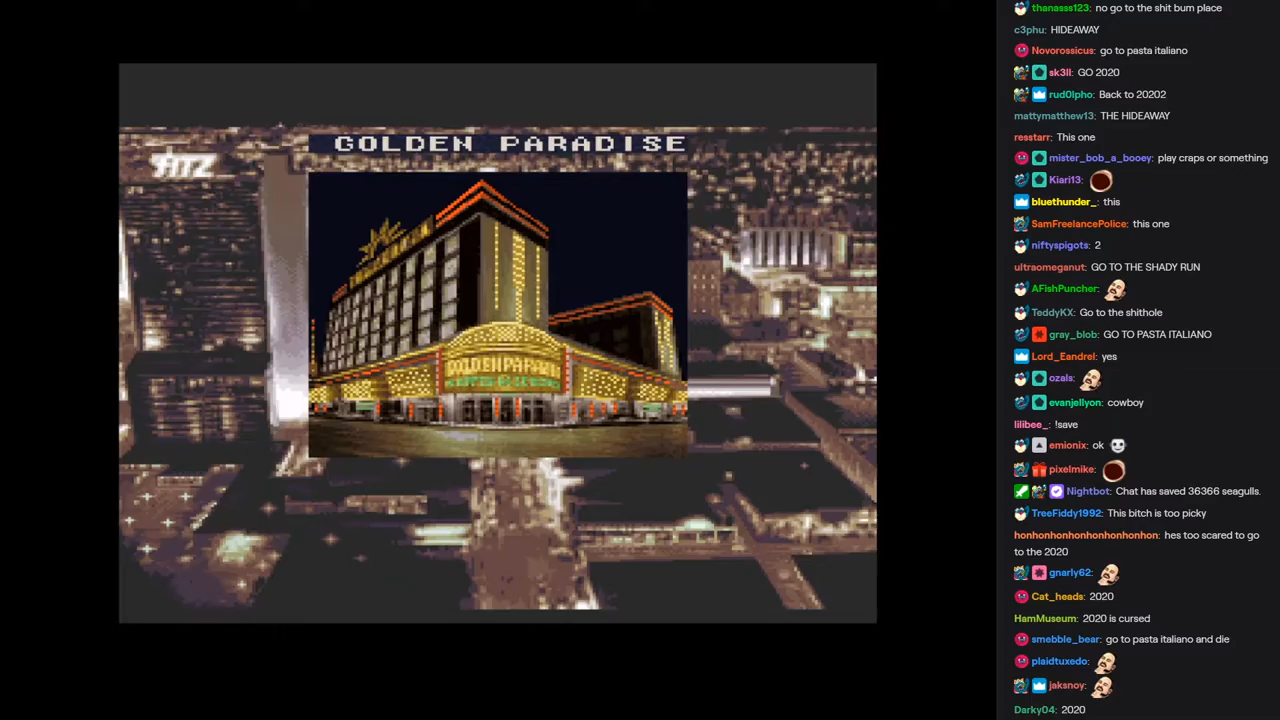 GOLDEN PARADISE
fitz
thanasss123: no go to the shit bum place
c3phu: HIDEAWAY
Novorossicus: go to pasta italiano
sk3ll: GO 2020
rud0lpho: Back to 20202
mattymatthew13: THE HIDEAWAY
resstarr: This one
mister_bob_a_booey: play craps or something
Kiari13:
bluethunder_: this
SamFreelancePolice: this one
niftyspigots: 2
ultraomeganut: GO TO THE SHADY RUN
AFishPuncher:
TeddyKX: Go to the shithole
gray_blob: GO TO PASTA ITALIANO
Lord_Eandrel: yes
ozals:
evanjellyon: cowboy
lilibee_: !save
emionix: ok
pixelmike:
Nightbot: Chat has saved 36366 seagulls.
TreeFiddy1992: This bitch is too picky
honhonhonhonhonhonhonhon: hes too scared to go
to the 2020
gnarly62:
Cat_heads: 2020
HamMuseum: 2020 is cursed
smebble_bear: go to pasta italiano and die
plaidtuxedo:
jaksnoy:
Darky04: 2020